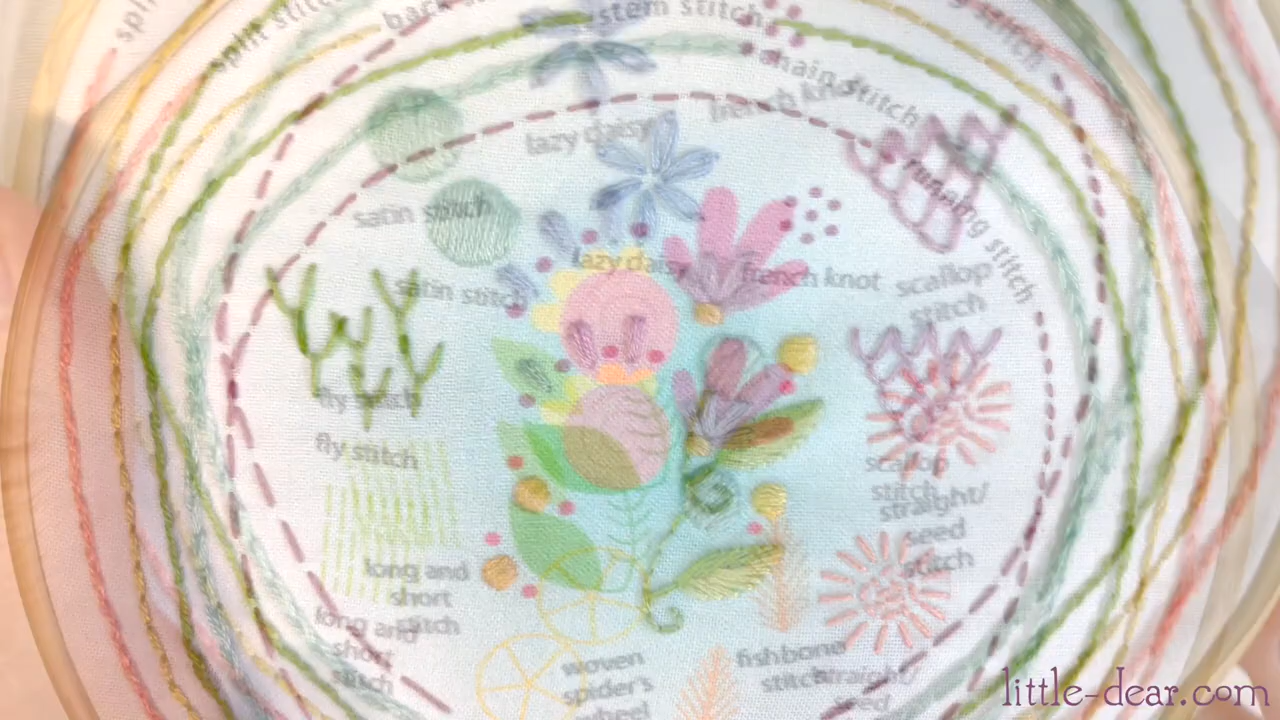 split stitch
back
stem stitch
chain stitch
running stitch
lazy daisy
french knot
satin stitch
lazy daisy
french knot
scallop
stitch
satin stitch
fly stitch
fly stitch
scallop
stitch
straight/
seed
stitch
long and
short
stitch
long and
short
stitch
woven
spider's
wheel
fishbone
stitch
straight/
seed
little-dear.com